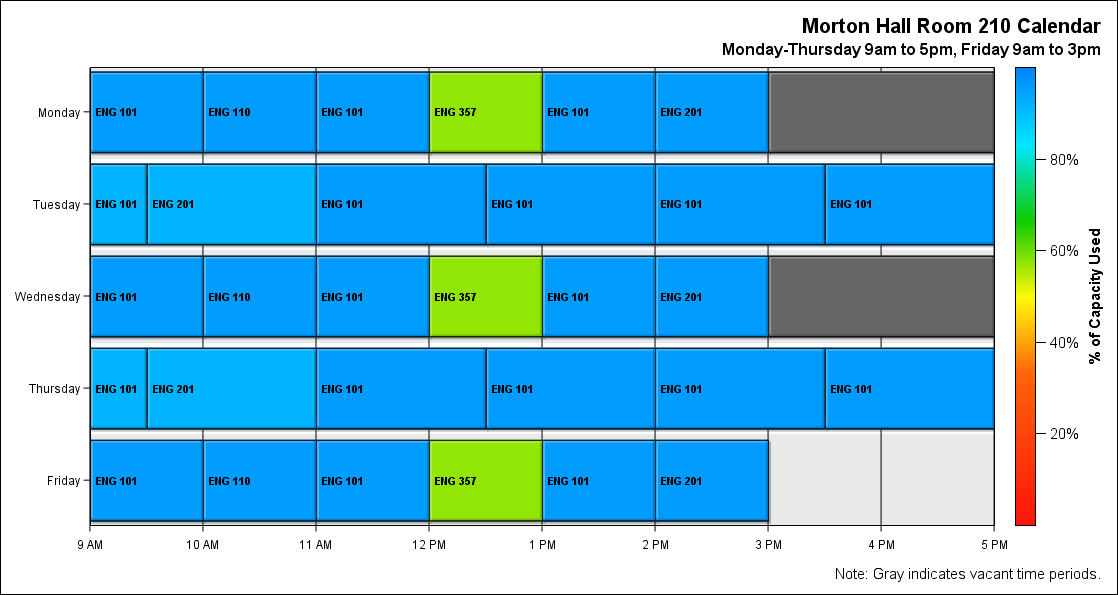 Morton Hall Room 210 Calendar
Monday-Thursday 9am to 5pm, Friday 9am to 3pm
Monday ENG 101 ENG 110 ENG 101 ENG 357 ENG 101 ENG 201
Tuesday ENG 101 ENG 201 ENG 101 ENG 101 ENG 101 ENG 101
Wednesday ENG 101 ENG 110 ENG 101 ENG 357 ENG 101 ENG 201
Thursday ENG 101 ENG 201 ENG 101 ENG 101 ENG 101 ENG 101
Friday ENG 101 ENG 110 ENG 101 ENG 357 ENG 101 ENG 201
9 AM 10 AM 11 AM 12 PM 1 PM 2 PM 3 PM 4 PM 5 PM
80%
60%
40%
20%
% of Capacity Used
Note: Gray indicates vacant time periods.